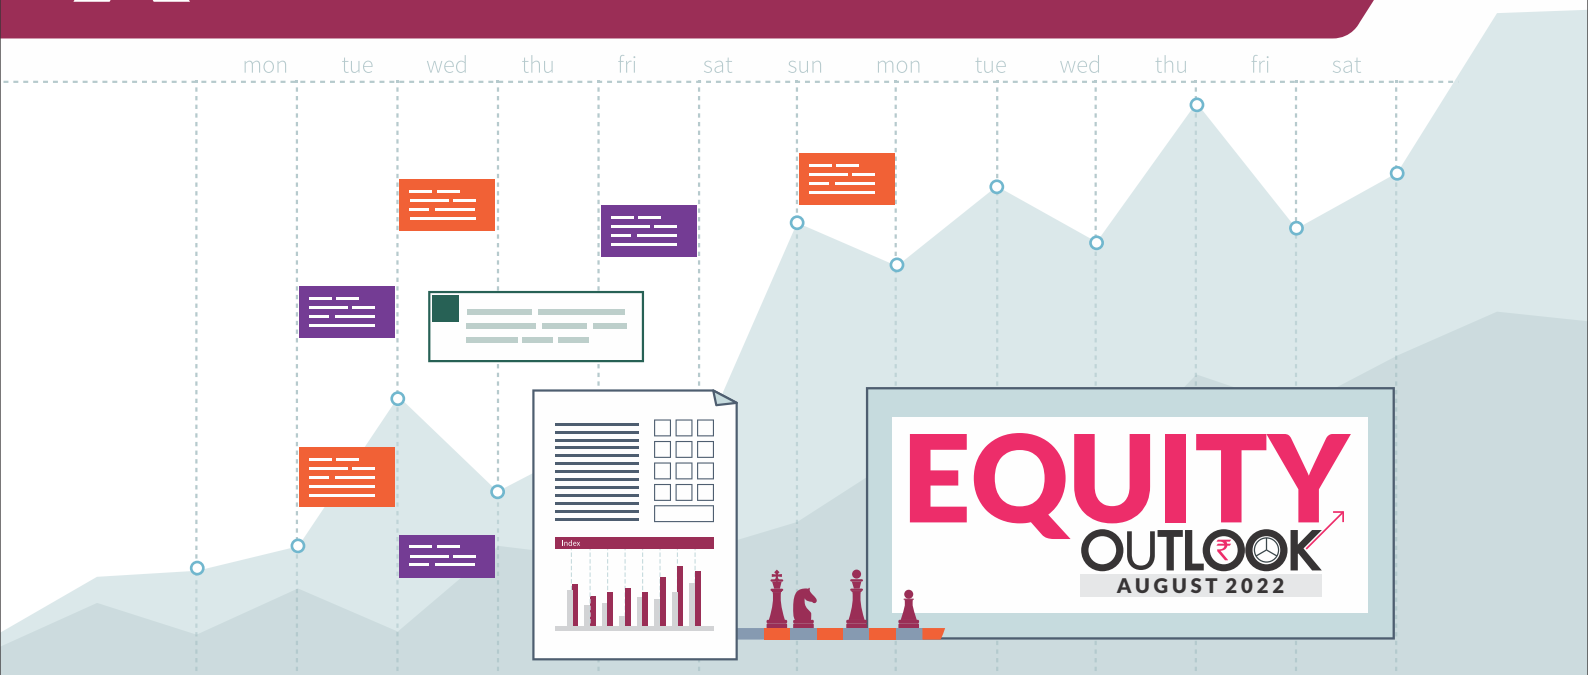 mon tue wed thu fri sat sun mon tue wed thu fri sat
Index
EQUITY
OUTLOOK
₹
AUGUST 2022